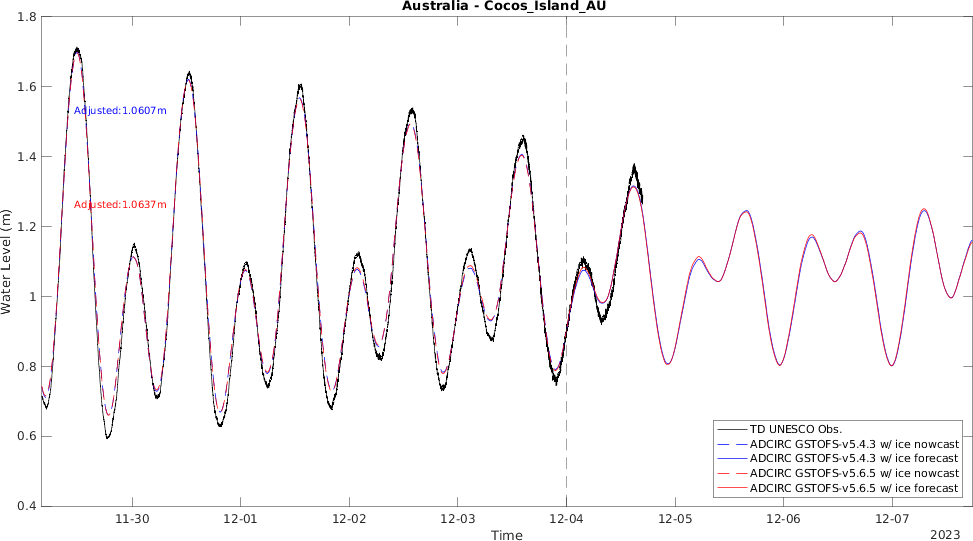 Australia - Cocos_Island_AU
1.8
1.6
1.4
1.2
1
0.8
0.6
0.4
Water Level (m)
Adjusted:1.0607m
Adjusted:1.0637m
TD UNESCO Obs.
ADCIRC GSTOFS-v5.4.3 w/ ice nowcast
ADCIRC GSTOFS-v5.4.3 w/ ice forecast
ADCIRC GSTOFS-v5.6.5 w/ ice nowcast
ADCIRC GSTOFS-v5.6.5 w/ ice forecast
11-30 12-01 12-02 12-03 12-04 12-05 12-06 12-07
Time
2023